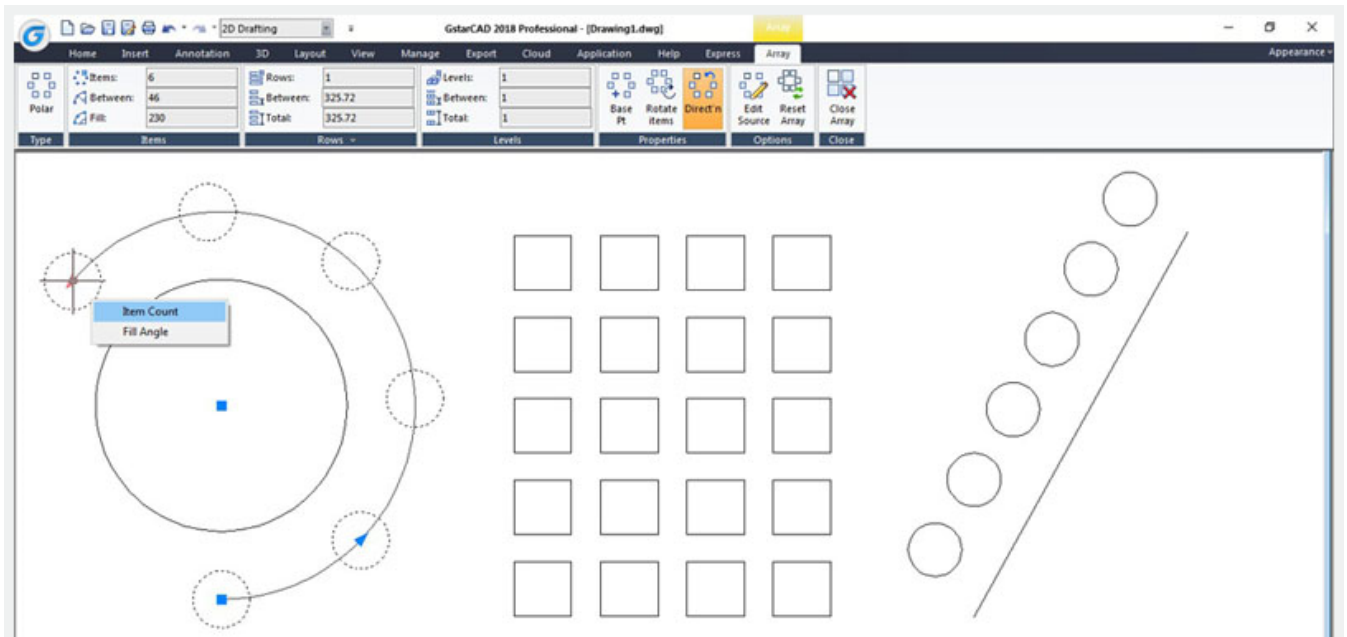 2D Drafting GstarCAD 2018 Professional - [Drawing1.dwg] Array
Home Insert Annotation 3D Layout View Manage Export Cloud Application Help Express Array Appearance
Items: 6 Rows: 1 Levels: 1
Between: 46 Between: 325.72 Between: 1
Fill: 230 Total: 325.72 Total: 1
Polar Base Pt Rotate items Direct'n Edit Source Reset Array Close Array
Type Items Rows Levels Properties Options Close
Item Count
Fill Angle